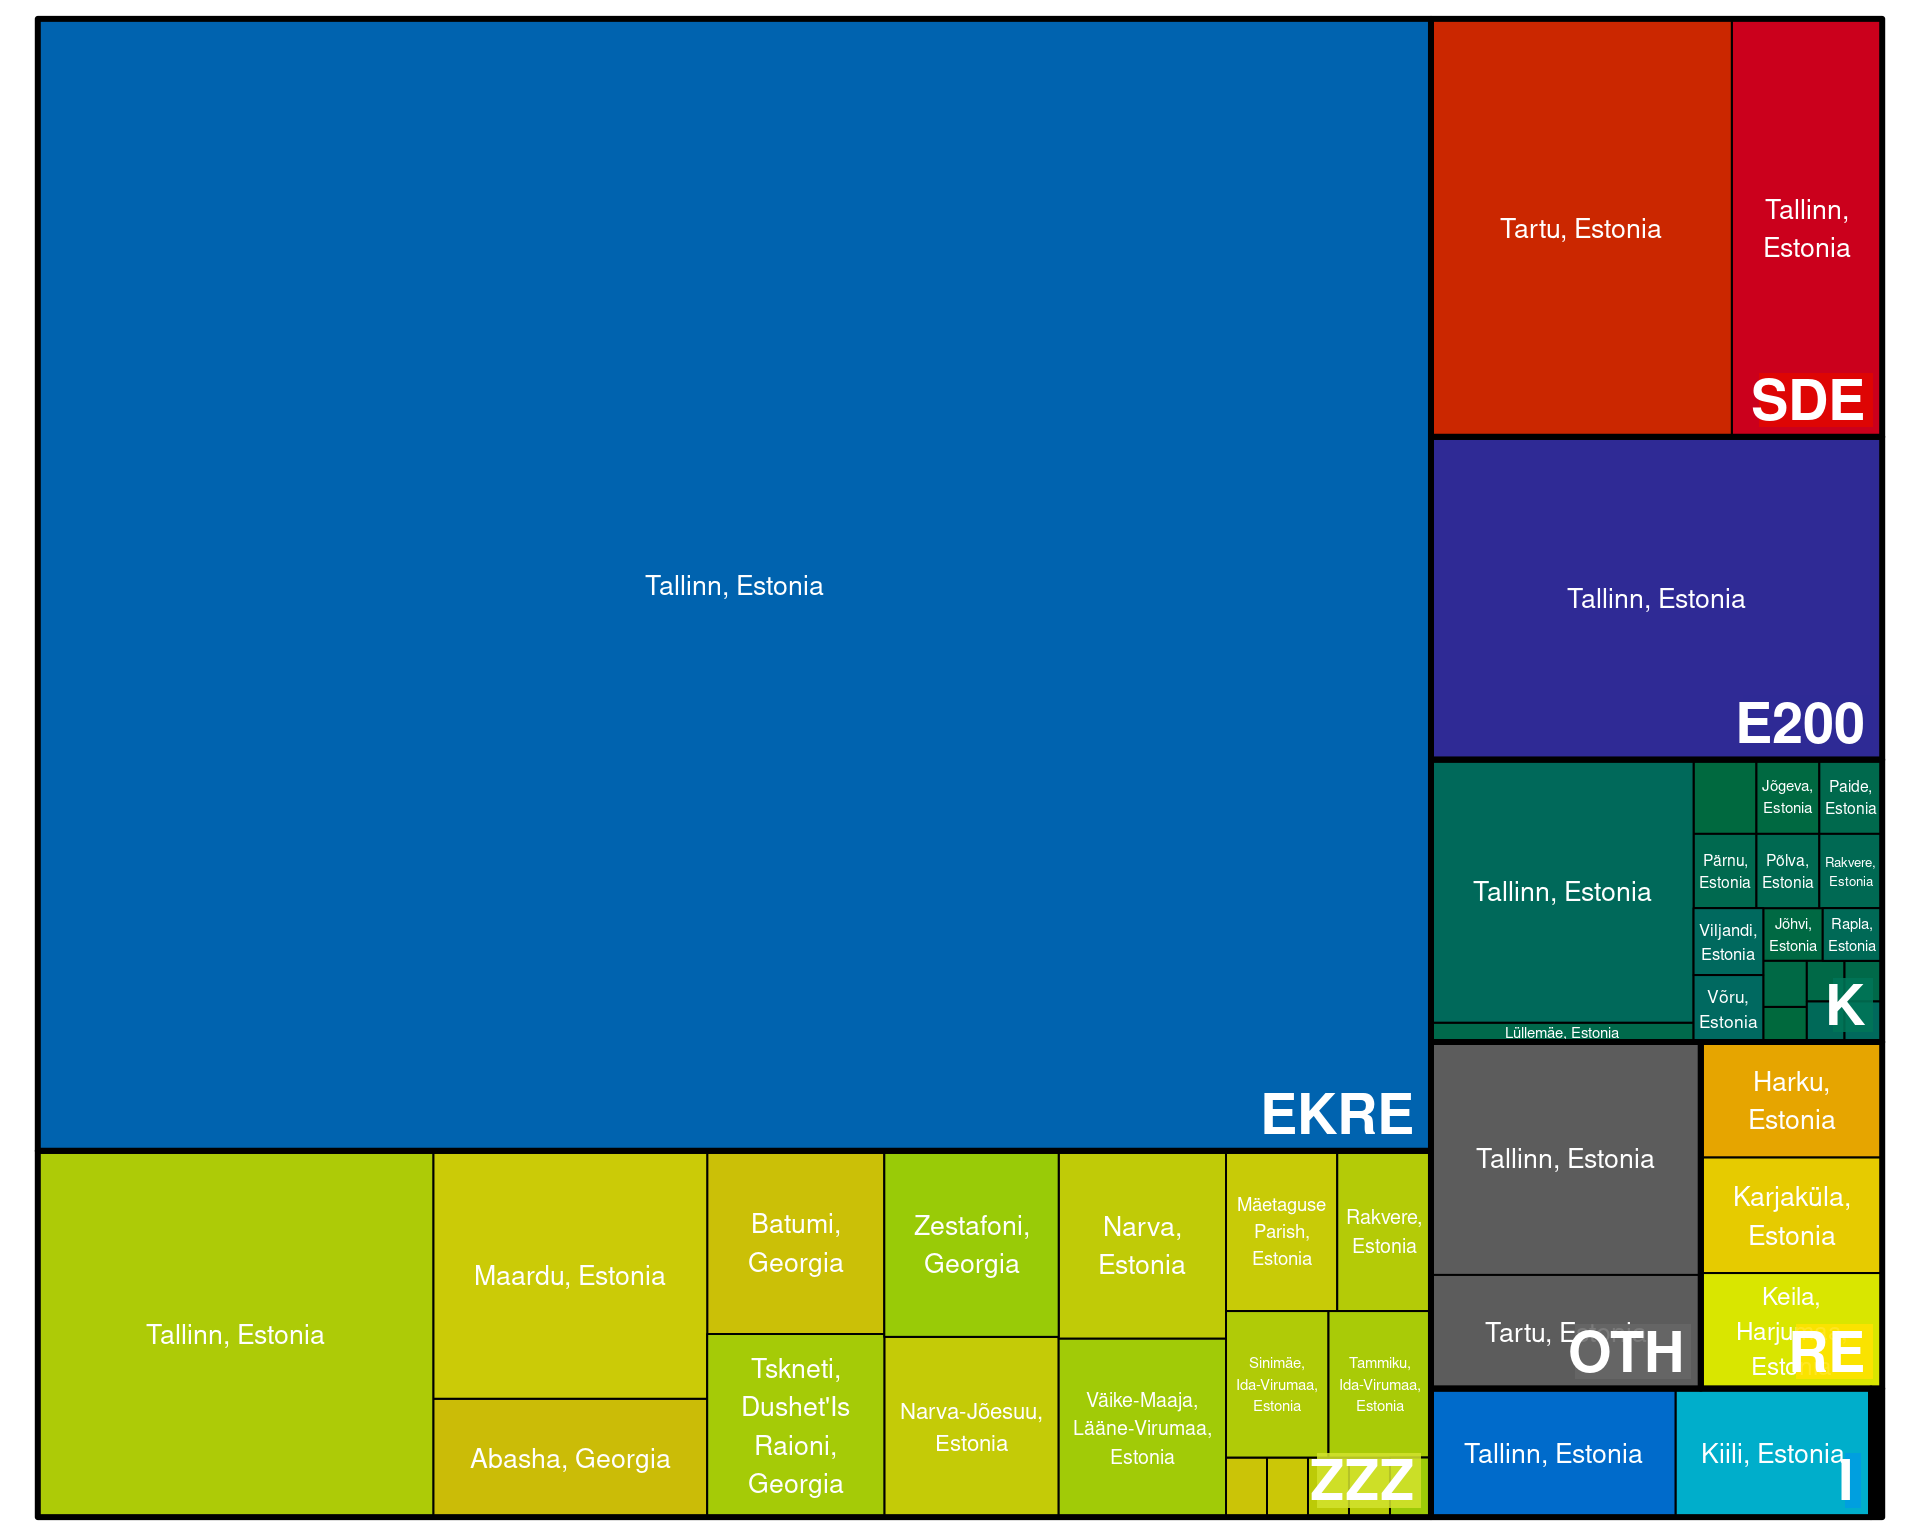 Tallinn, Estonia
EKRE
Tartu, Estonia
Tallinn,
Estonia
SDE
Tallinn, Estonia
E200
Tallinn, Estonia
Jõgeva,
Estonia
Paide,
Estonia
Pärnu,
Estonia
Põlva,
Estonia
Rakvere,
Estonia
Viljandi,
Estonia
Jõhvi,
Estonia
Rapla,
Estonia
Võru,
Estonia
Lüllemäe, Estonia
K
Tallinn, Estonia
Tartu, Estonia
OTH
Harku,
Estonia
Karjaküla,
Estonia
Keila,
Estonia
RE
Tallinn, Estonia
Kiili, Estonia
I
Tallinn, Estonia
Maardu, Estonia
Abasha, Georgia
Batumi,
Georgia
Tskneti,
Dushet'Is
Raioni,
Georgia
Zestafoni,
Georgia
Narva-Jõesuu,
Estonia
Narva,
Estonia
Väike-Maaja,
Lääne-Virumaa,
Estonia
Mäetaguse
Parish,
Estonia
Rakvere,
Estonia
Sinimäe,
Ida-Virumaa,
Estonia
Tammiku,
Ida-Virumaa,
Estonia
ZZZ